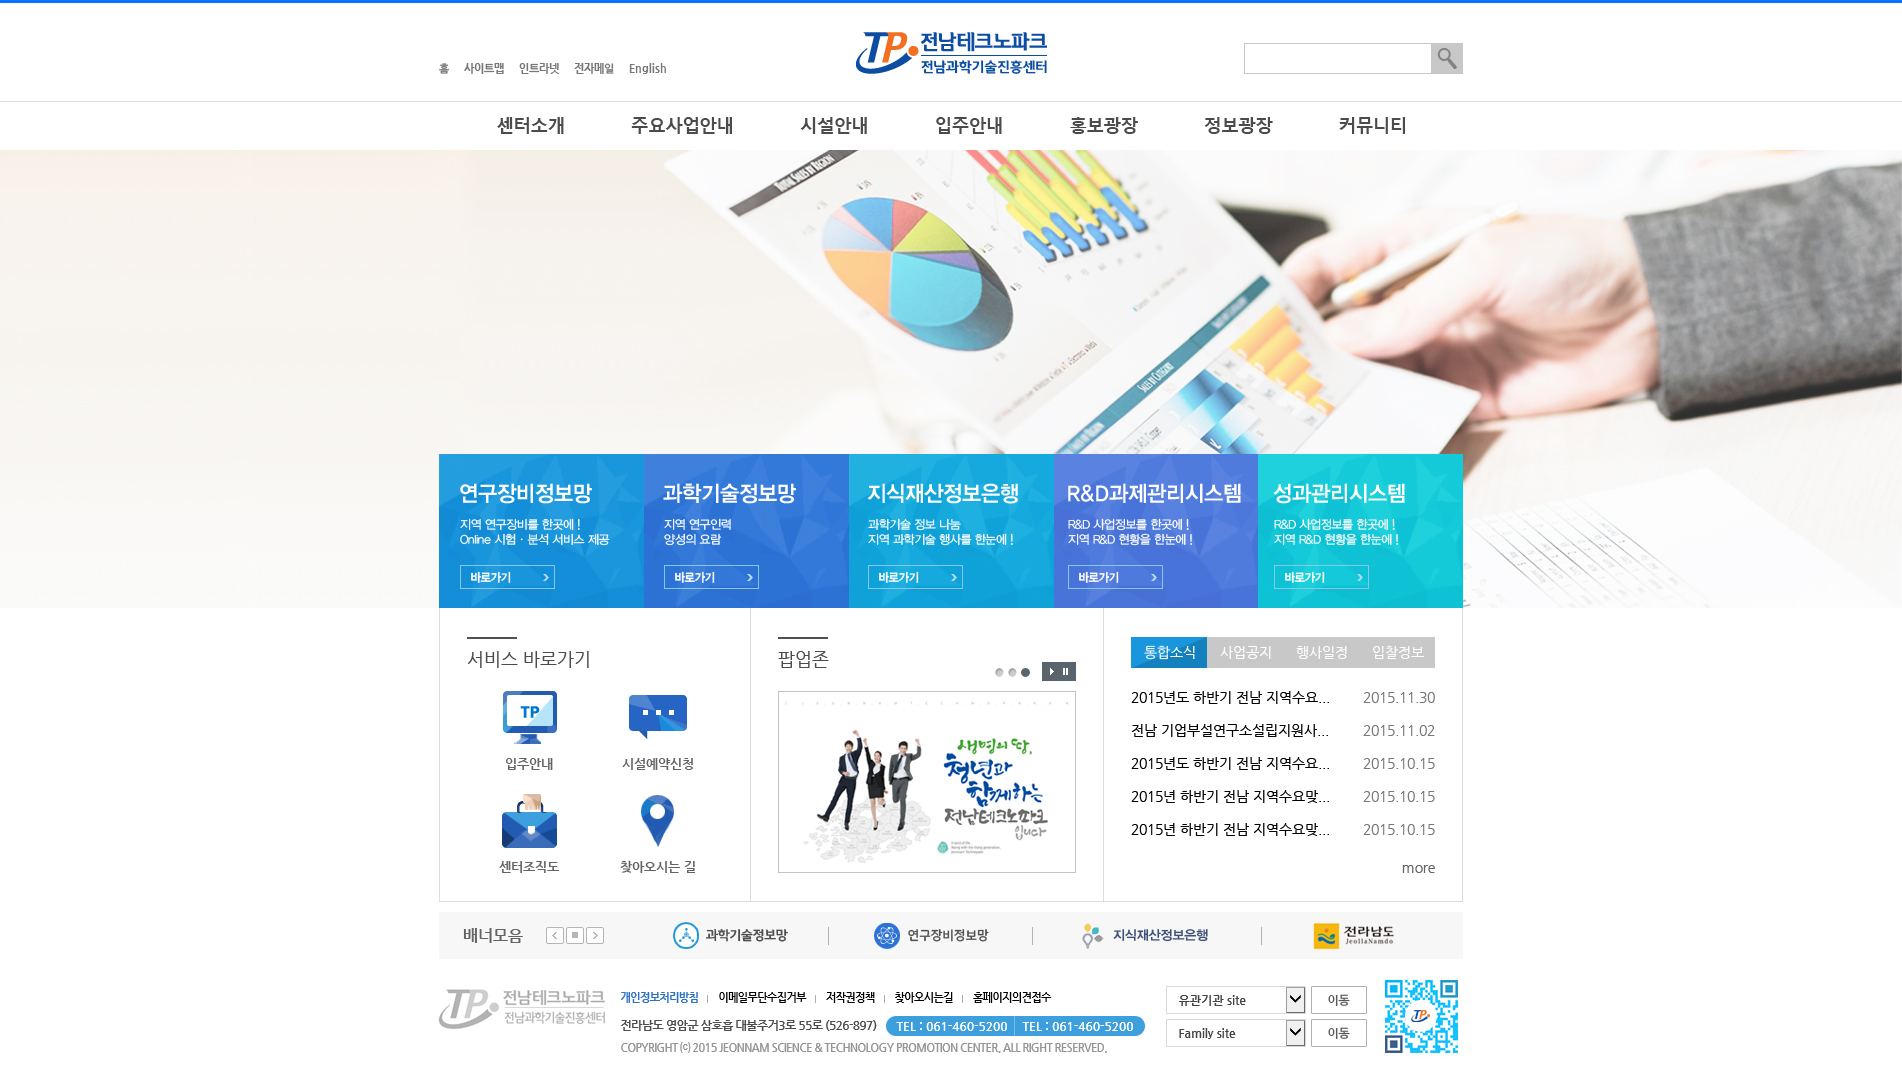 홈 사이트맵 인트라넷 전자메일 English
TP 전남테크노파크
전남과학기술진흥센터
센터소개 주요사업안내 시설안내 입주안내 홍보광장 정보광장 커뮤니티
TOTAL SALES BY REGION
SALES BY CATEGORY
연구장비정보망
지역 연구장비를 한곳에 !
Online 시험 · 분석 서비스 제공
바로가기
과학기술정보망
지역 연구인력
양성의 요람
바로가기
지식재산정보은행
과학기술 정보 나눔
지역 과학기술 행사를 한눈에 !
바로가기
R&D과제관리시스템
R&D 사업정보를 한곳에 !
지역 R&D 현황을 한눈에 !
바로가기
성과관리시스템
R&D 사업정보를 한곳에 !
지역 R&D 현황을 한눈에 !
바로가기
서비스 바로가기
TP
입주안내 시설예약신청
센터조직도 찾아오시는 길
팝업존
생명의 땅,
청년과
함께하는
전남테크노파크
입니다
통합소식 사업공지 행사일정 입찰정보
2015년도 하반기 전남 지역수요... 2015.11.30
전남 기업부설연구소설립지원사... 2015.11.02
2015년도 하반기 전남 지역수요... 2015.10.15
2015년 하반기 전남 지역수요맞... 2015.10.15
2015년 하반기 전남 지역수요맞... 2015.10.15
more
배너모음 과학기술정보망 연구장비정보망 지식재산정보은행 전라남도
JeollaNamdo
TP 전남테크노파크
전남과학기술진흥센터
개인정보처리방침 이메일무단수집거부 저작권정책 찾아오시는길 홈페이지의견접수
전라남도 영암군 삼호읍 대불주거3로 55로 (526-897) TEL : 061-460-5200 TEL : 061-460-5200
COPYRIGHT (c) 2015 JEONNAM SCIENCE & TECHNOLOGY PROMOTION CENTER. ALL RIGHT RESERVED.
유관기관 site 이동
Family site 이동
TP